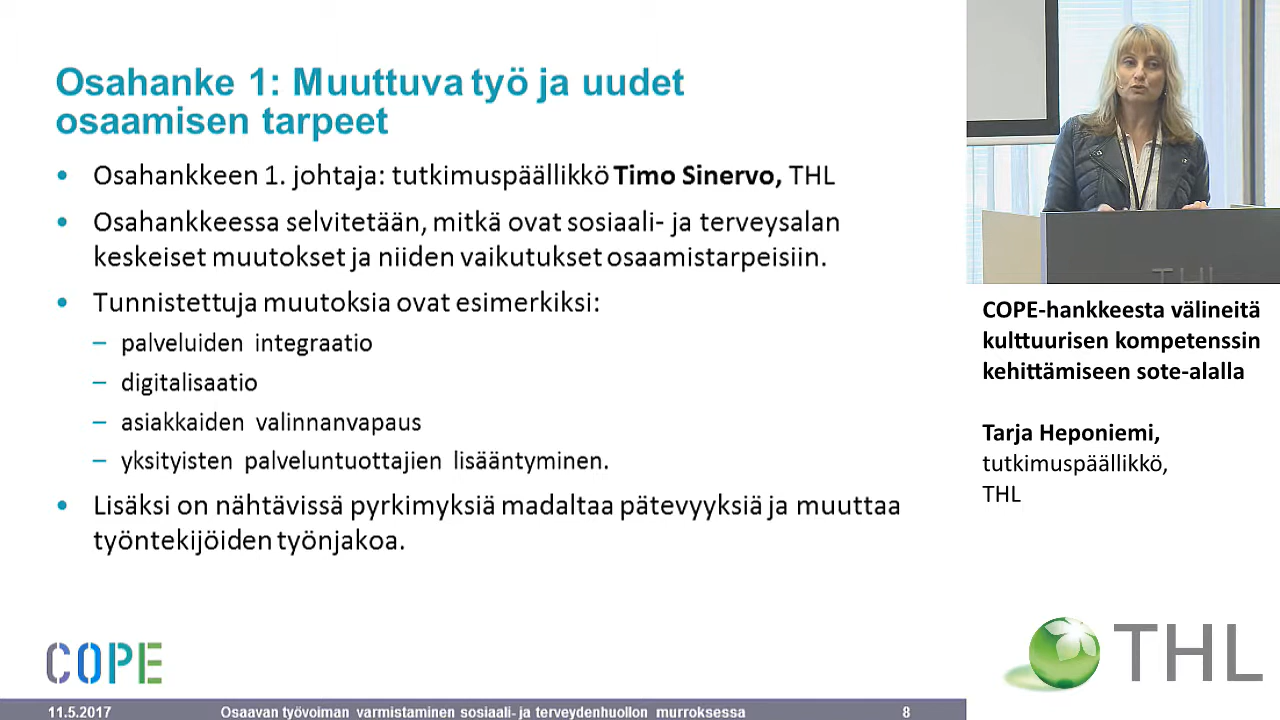 Osahanke 1: Muuttuva työ ja uudet
osaamisen tarpeet
• Osahankkeen 1. johtaja: tutkimuspäällikkö Timo Sinervo, THL
• Osahankkeessa selvitetään, mitkä ovat sosiaali- ja terveysalan
keskeiset muutokset ja niiden vaikutukset osaamistarpeisiin.
• Tunnistettuja muutoksia ovat esimerkiksi:
– palveluiden integraatio
– digitalisaatio
– asiakkaiden valinnanvapaus
– yksityisten palveluntuottajien lisääntyminen.
• Lisäksi on nähtävissä pyrkimyksiä madaltaa pätevyyksiä ja muuttaa
työntekijöiden työnjakoa.
COPE
11.5.2017 Osaavan työvoiman varmistaminen sosiaali- ja terveydenhuollon murroksessa 8
THL
COPE-hankkeesta välineitä
kulttuurisen kompetenssin
kehittämiseen sote-alalla
Tarja Heponiemi,
tutkimuspäällikkö,
THL
THL